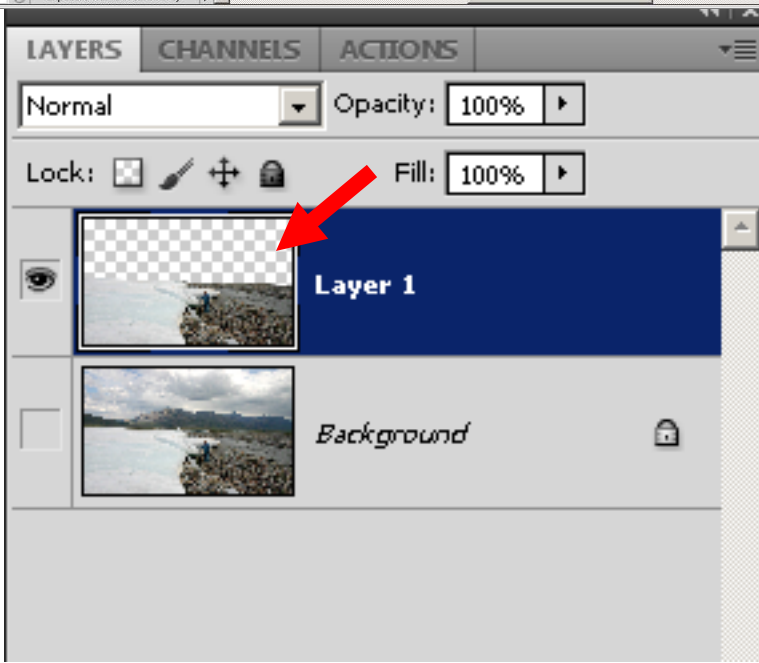 LAYERS CHANNELS ACTIONS
Normal Opacity: 100%
Lock: Fill: 100%
Layer 1
Background